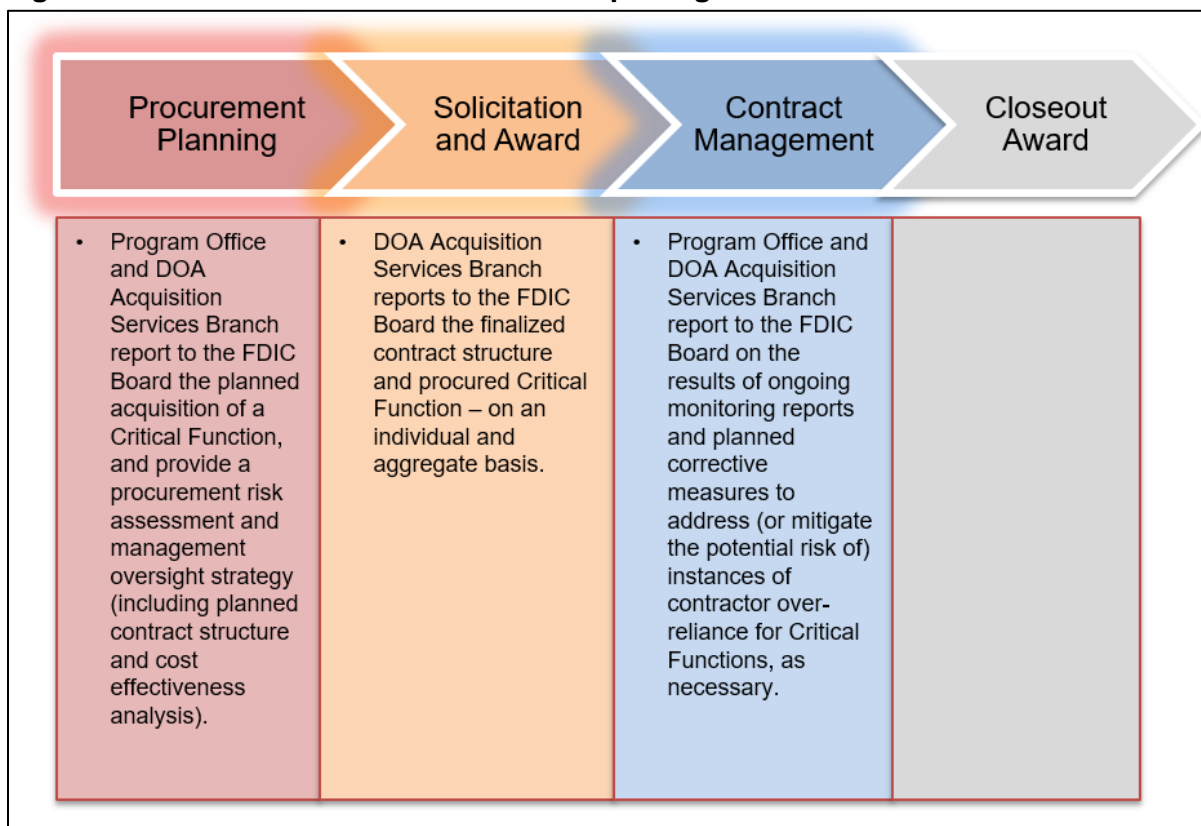 Procurement
Planning
Solicitation
and Award
Contract
Management
Closeout
Award
• Program Office
and DOA
Acquisition
Services Branch
report to the FDIC
Board the planned
acquisition of a
Critical Function,
and provide a
procurement risk
assessment and
management
oversight strategy
(including planned
contract structure
and cost
effectiveness
analysis).
• DOA Acquisition
Services Branch
reports to the FDIC
Board the finalized
contract structure
and procured Critical
Function – on an
individual and
aggregate basis.
• Program Office and
DOA Acquisition
Services Branch
report to the FDIC
Board on the
results of ongoing
monitoring reports
and planned
corrective
measures to
address (or mitigate
the potential risk of)
instances of
contractor over-
reliance for Critical
Functions, as
necessary.